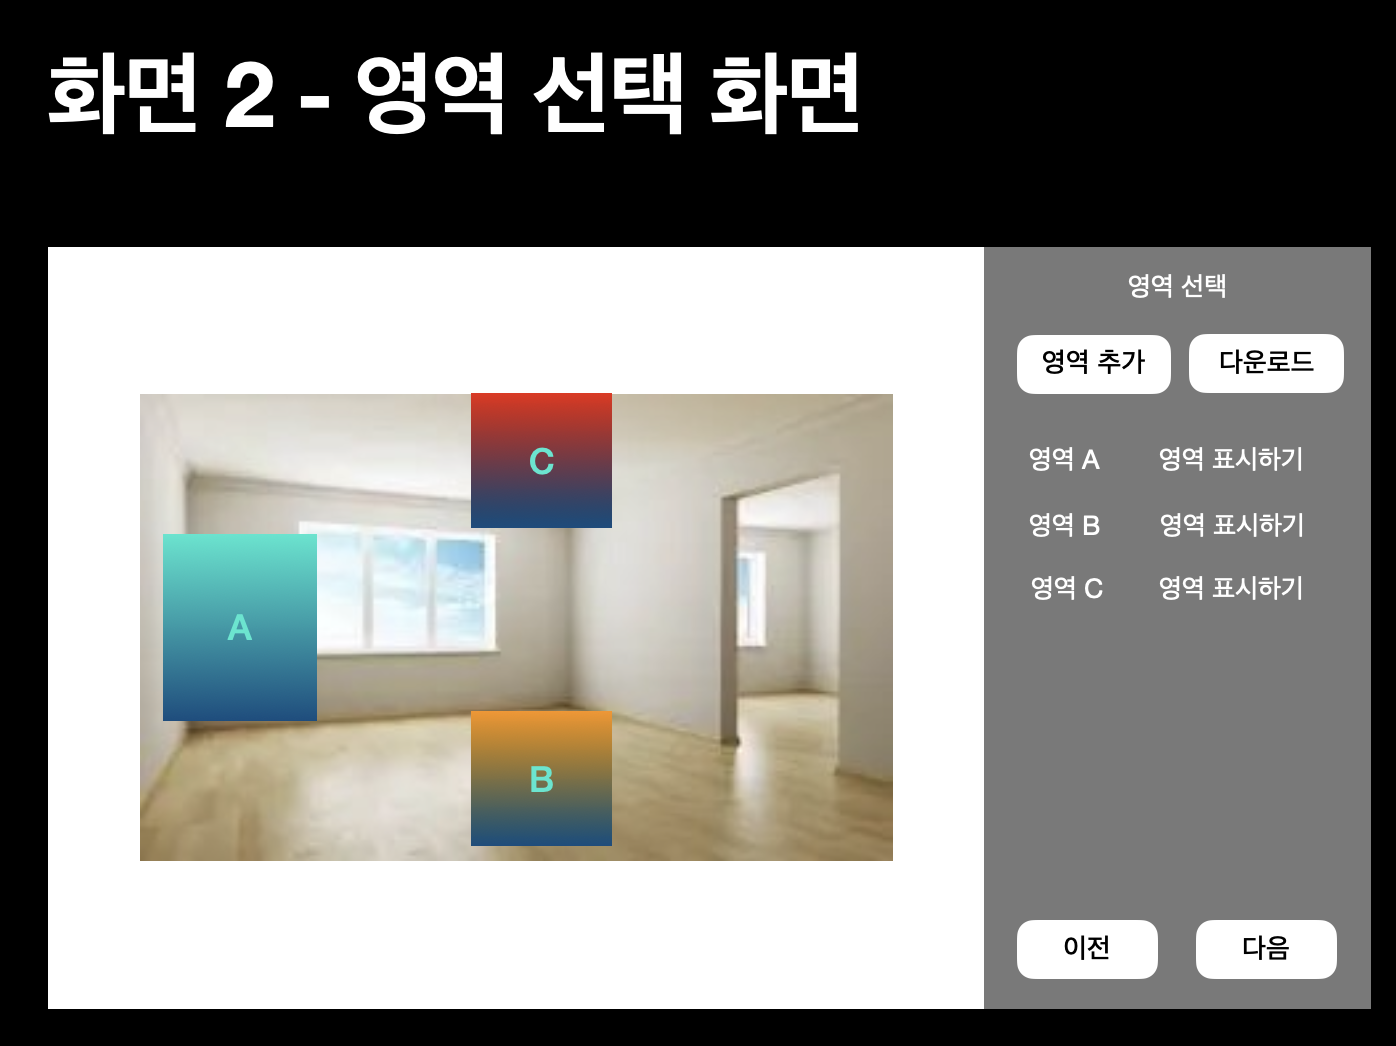 화면 2 - 영역 선택 화면
영역 선택
영역 추가 다운로드
영역 A 영역 표시하기
영역 B 영역 표시하기
영역 C 영역 표시하기
C
A
B
이전 다음